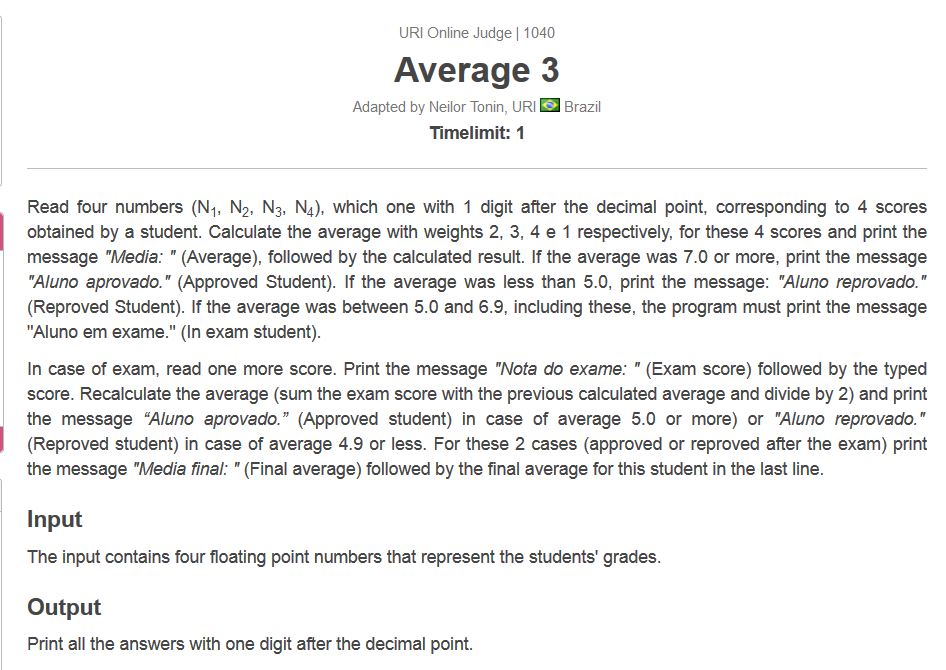 URI Online Judge | 1040
Average 3
Adapted by Neilor Tonin, URI Brazil
Timelimit: 1
Read four numbers (N1, N2, N3, N4), which one with 1 digit after the decimal point, corresponding to 4 scores
obtained by a student. Calculate the average with weights 2, 3, 4 e 1 respectively, for these 4 scores and print the
message "Media: " (Average), followed by the calculated result. If the average was 7.0 or more, print the message
"Aluno aprovado." (Approved Student). If the average was less than 5.0, print the message: "Aluno reprovado."
(Reproved Student). If the average was between 5.0 and 6.9, including these, the program must print the message
"Aluno em exame." (In exam student).
In case of exam, read one more score. Print the message "Nota do exame: " (Exam score) followed by the typed
score. Recalculate the average (sum the exam score with the previous calculated average and divide by 2) and print
the message “Aluno aprovado.” (Approved student) in case of average 5.0 or more) or "Aluno reprovado."
(Reproved student) in case of average 4.9 or less. For these 2 cases (approved or reproved after the exam) print
the message "Media final: " (Final average) followed by the final average for this student in the last line.
Input
The input contains four floating point numbers that represent the students' grades.
Output
Print all the answers with one digit after the decimal point.